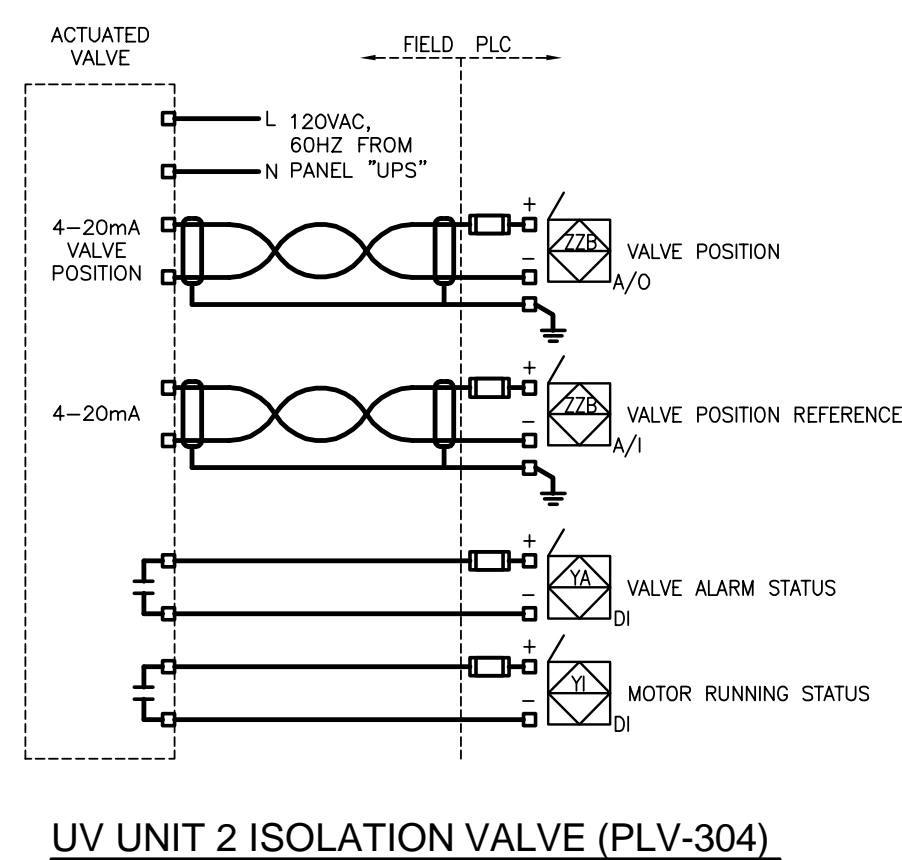 ACTUATED
VALVE
FIELD PLC
L 120VAC,
60HZ FROM
N PANEL "UPS"
4-20mA
VALVE
POSITION
+
-
ZZB
A/O
VALVE POSITION
4-20mA
+
-
ZZB
A/I
VALVE POSITION REFERENCE
+
-
YA
DI
VALVE ALARM STATUS
+
-
YI
DI
MOTOR RUNNING STATUS
UV UNIT 2 ISOLATION VALVE (PLV-304)